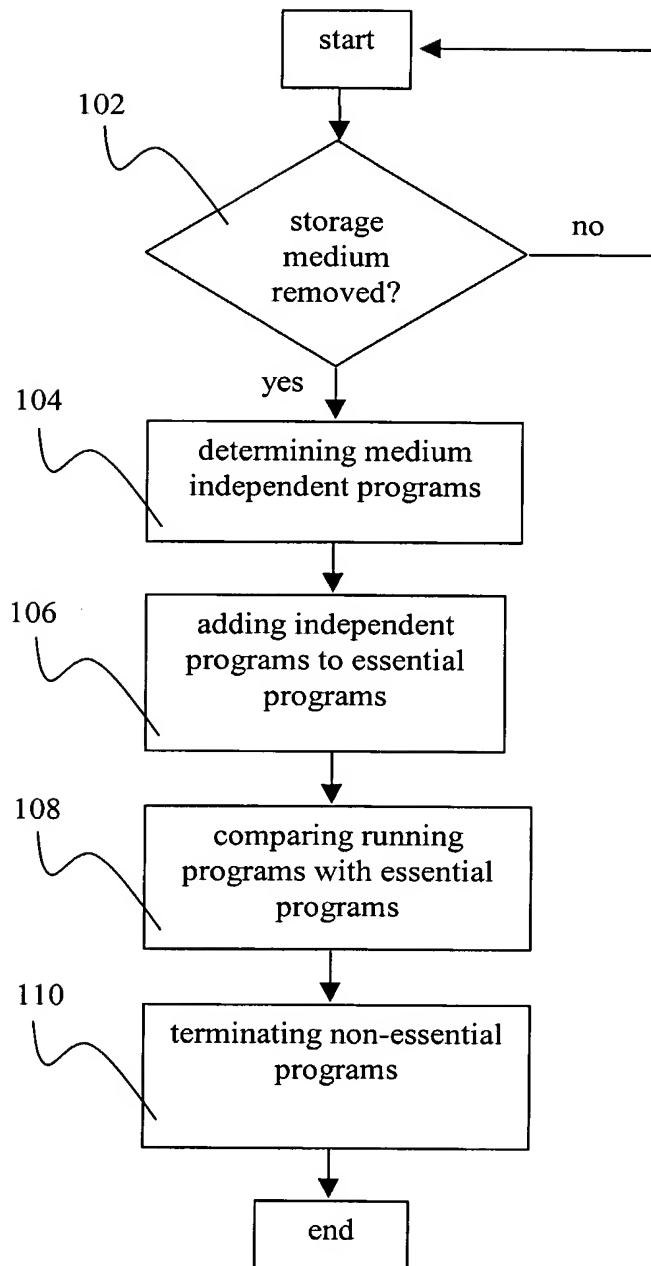 start
102
storage
medium
removed?
no
yes
104
determining medium
independent programs
106
adding independent
programs to essential
programs
108
comparing running
programs with essential
programs
110
terminating non-essential
programs
end